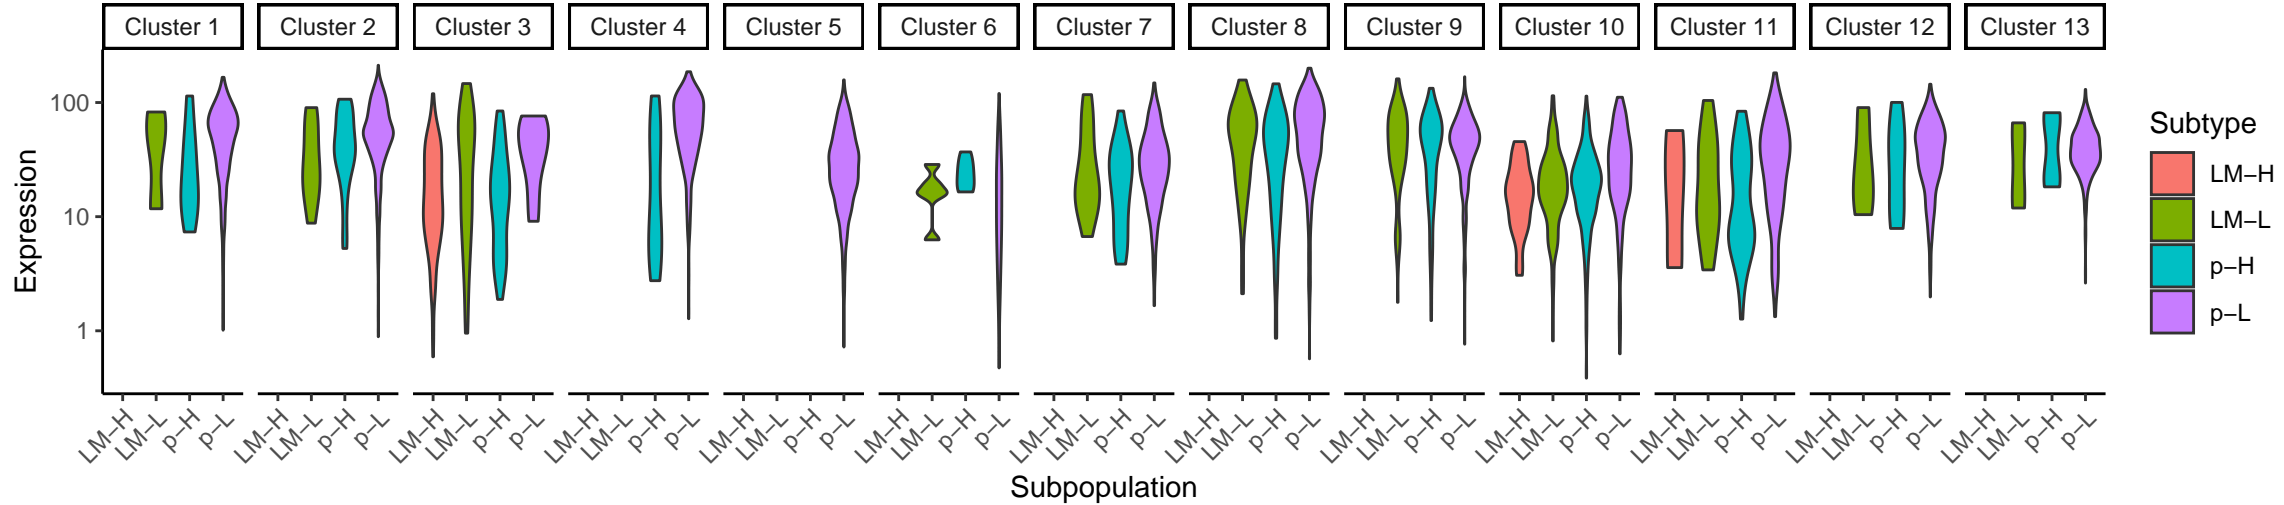 Cluster 1 Cluster 2 Cluster 3 Cluster 4 Cluster 5 Cluster 6 Cluster 7 Cluster 8 Cluster 9 Cluster 10 Cluster 11 Cluster 12 Cluster 13
Expression
100
10
1
LM−H LM−L p−H p−L LM−H LM−L p−H p−L LM−H LM−L p−H p−L LM−H LM−L p−H p−L LM−H LM−L p−H p−L LM−H LM−L p−H p−L LM−H LM−L p−H p−L LM−H LM−L p−H p−L LM−H LM−L p−H p−L LM−H LM−L p−H p−L LM−H LM−L p−H p−L LM−H LM−L p−H p−L LM−H LM−L p−H p−L
Subpopulation
Subtype
LM−H
LM−L
p−H
p−L